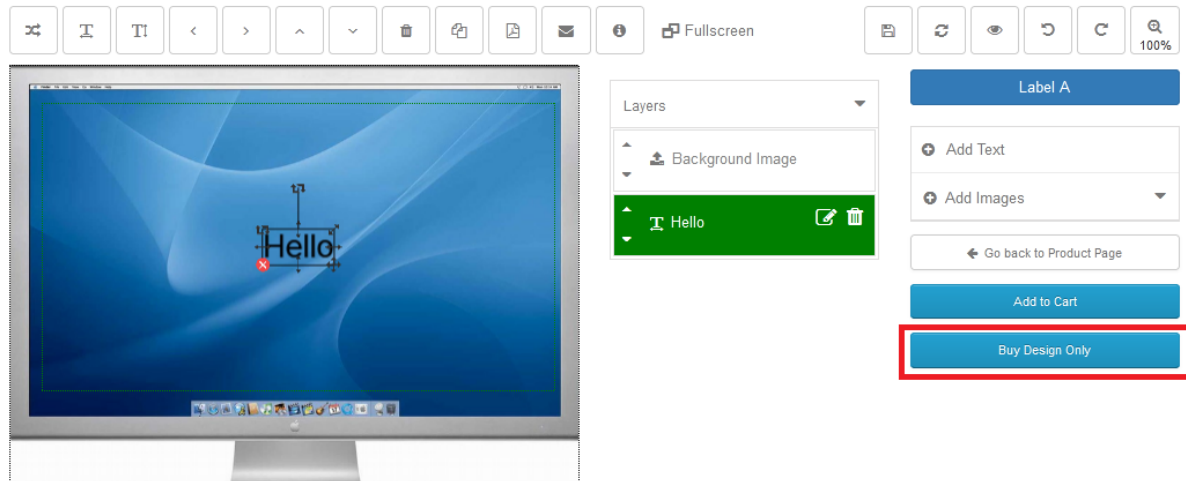 Fullscreen
100%
Layers
Background Image
Hello
Hello
Label A
Add Text
Add Images
Go back to Product Page
Add to Cart
Buy Design Only